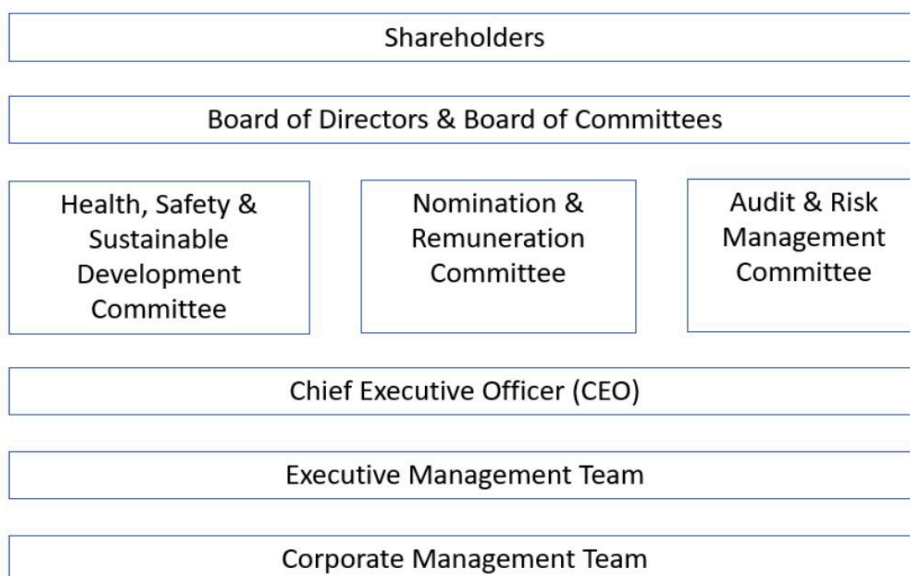 Shareholders
Board of Directors & Board of Committees
Health, Safety &
Sustainable
Development
Committee
Nomination &
Remuneration
Committee
Audit & Risk
Management
Committee
Chief Executive Officer (CEO)
Executive Management Team
Corporate Management Team